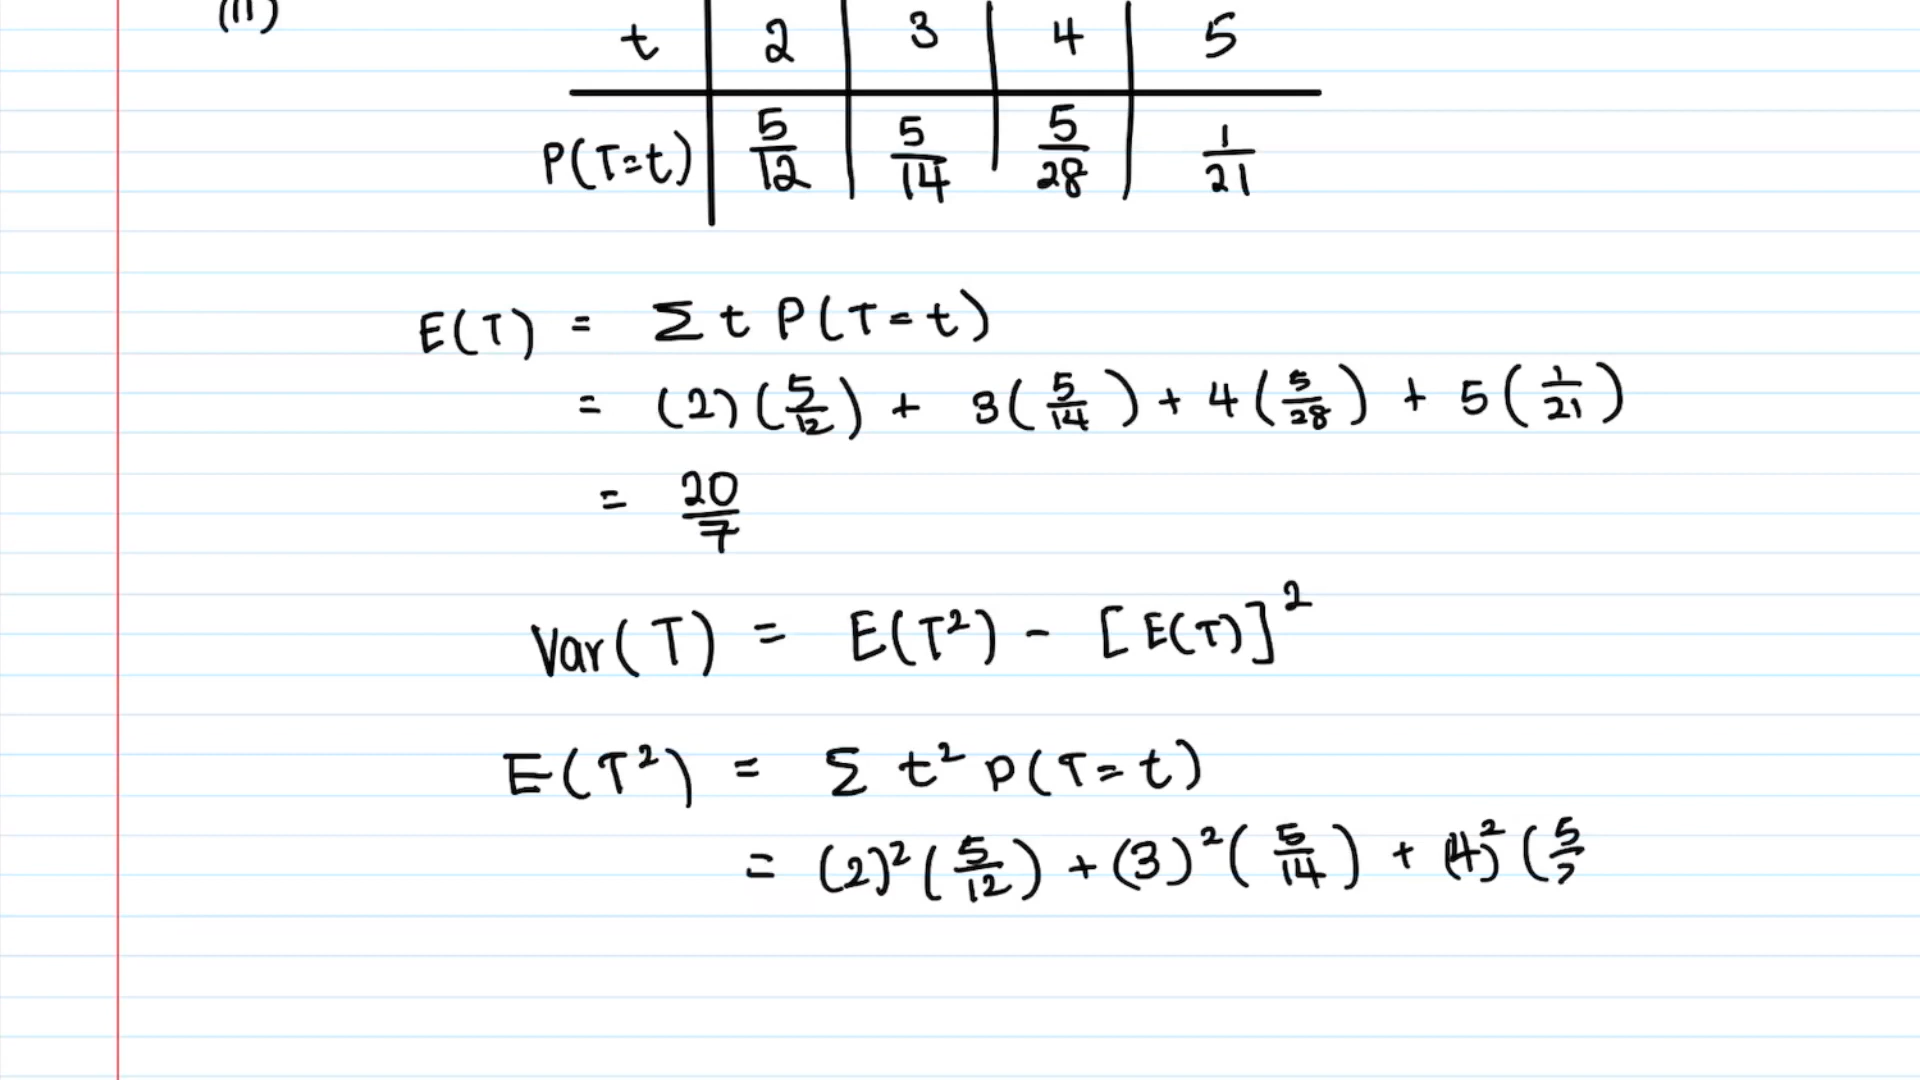 (ii)
t 2 3 4 5
P(T=t) 5/12 5/14 5/28 1/21
E(T) = Σ t P(T=t)
= (2)(5/12) + 3(5/14) + 4(5/28) + 5(1/21)
= 20/7
Var(T) = E(T²) - [E(T)]²
E(T²) = Σ t² P(T=t)
= (2)²(5/12) + (3)²(5/14) + (4)²(5/